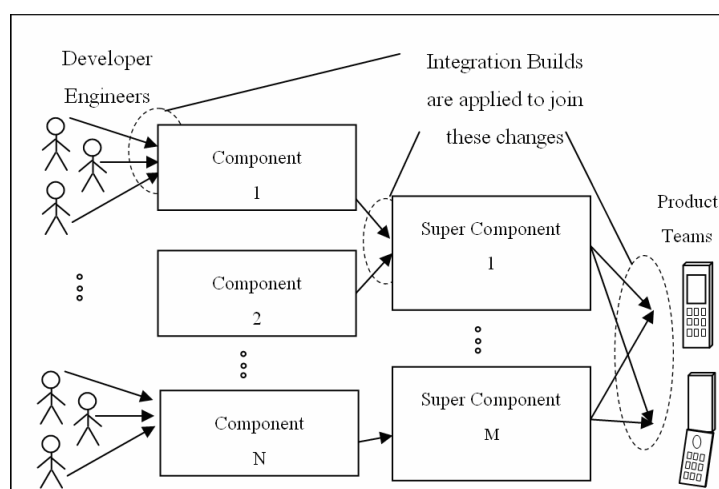 Developer
Engineers
Integration Builds
are applied to join
these changes
Component
1
Super Component
1
Product
Teams
Component
2
Component
N
Super Component
M